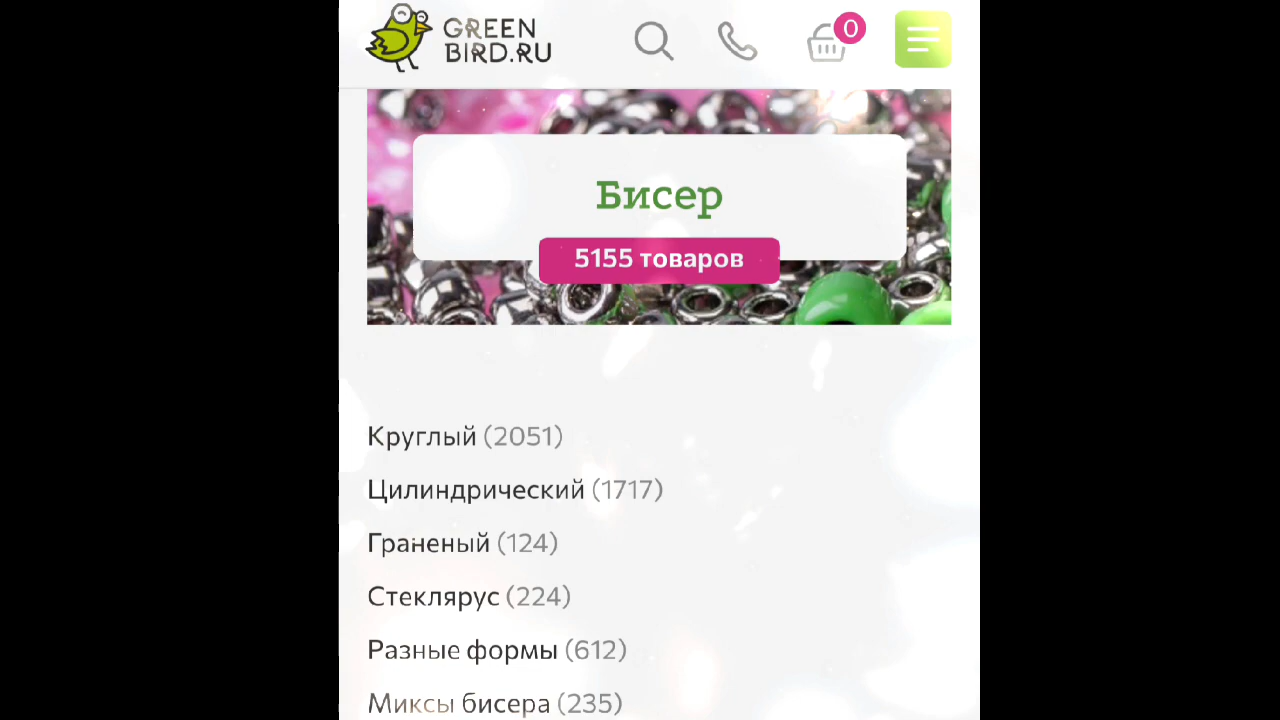 GREEN
BIRD.RU
0
Бисер
5155 товаров
Круглый (2051)
Цилиндрический (1717)
Граненый (124)
Стеклярус (224)
Разные формы (612)
Миксы бисера (235)